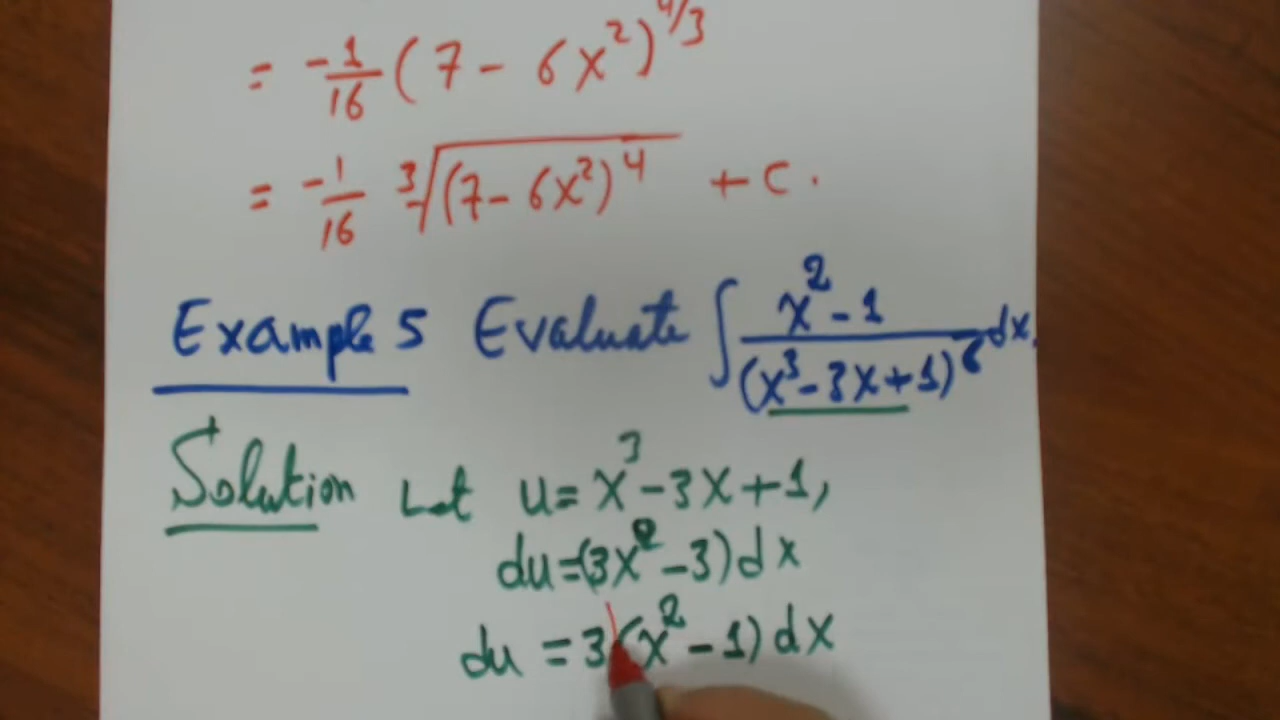 = -1/16 (7 - 6x²)^4/3
= -1/16 ³√(7 - 6x²)⁴ + C.
Example 5 Evaluate ∫ x² - 1 / (x³ - 3x + 1)⁶ dx.
Solution Let u = x³ - 3x + 1,
du = (3x² - 3) dx
du = 3(x² - 1) dx